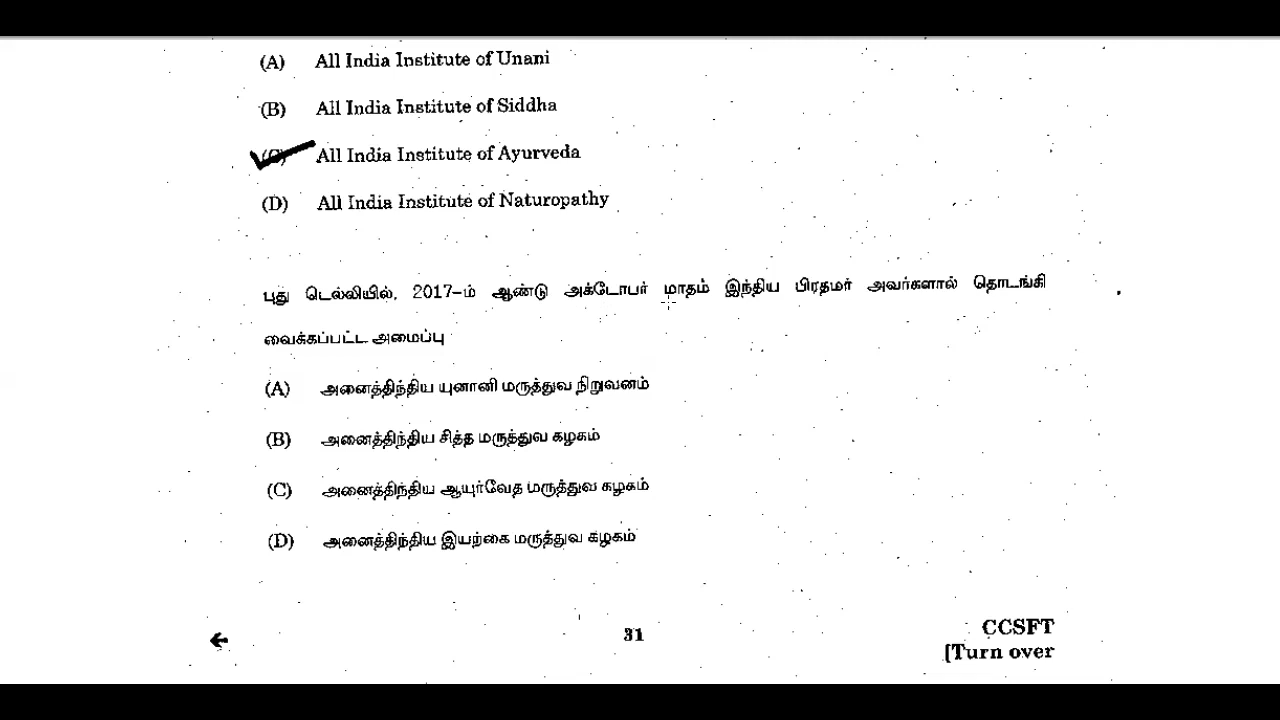 (A) All India Institute of Unani
(B) All India Institute of Siddha
(C) All India Institute of Ayurveda
(D) All India Institute of Naturopathy
புது டெல்லியில், 2017-ம் ஆண்டு அக்டோபர் மாதம் இந்திய பிரதமர் அவர்களால் தொடங்கி
வைக்கப்பட்ட அமைப்பு
(A) அனைத்திந்திய யுனானி மருத்துவ நிறுவனம்
(B) அனைத்திந்திய சித்த மருத்துவ கழகம்
(C) அனைத்திந்திய ஆயுர்வேத மருத்துவ கழகம்
(D) அனைத்திந்திய இயற்கை மருத்துவ கழகம்
31
CCSFT
[Turn over